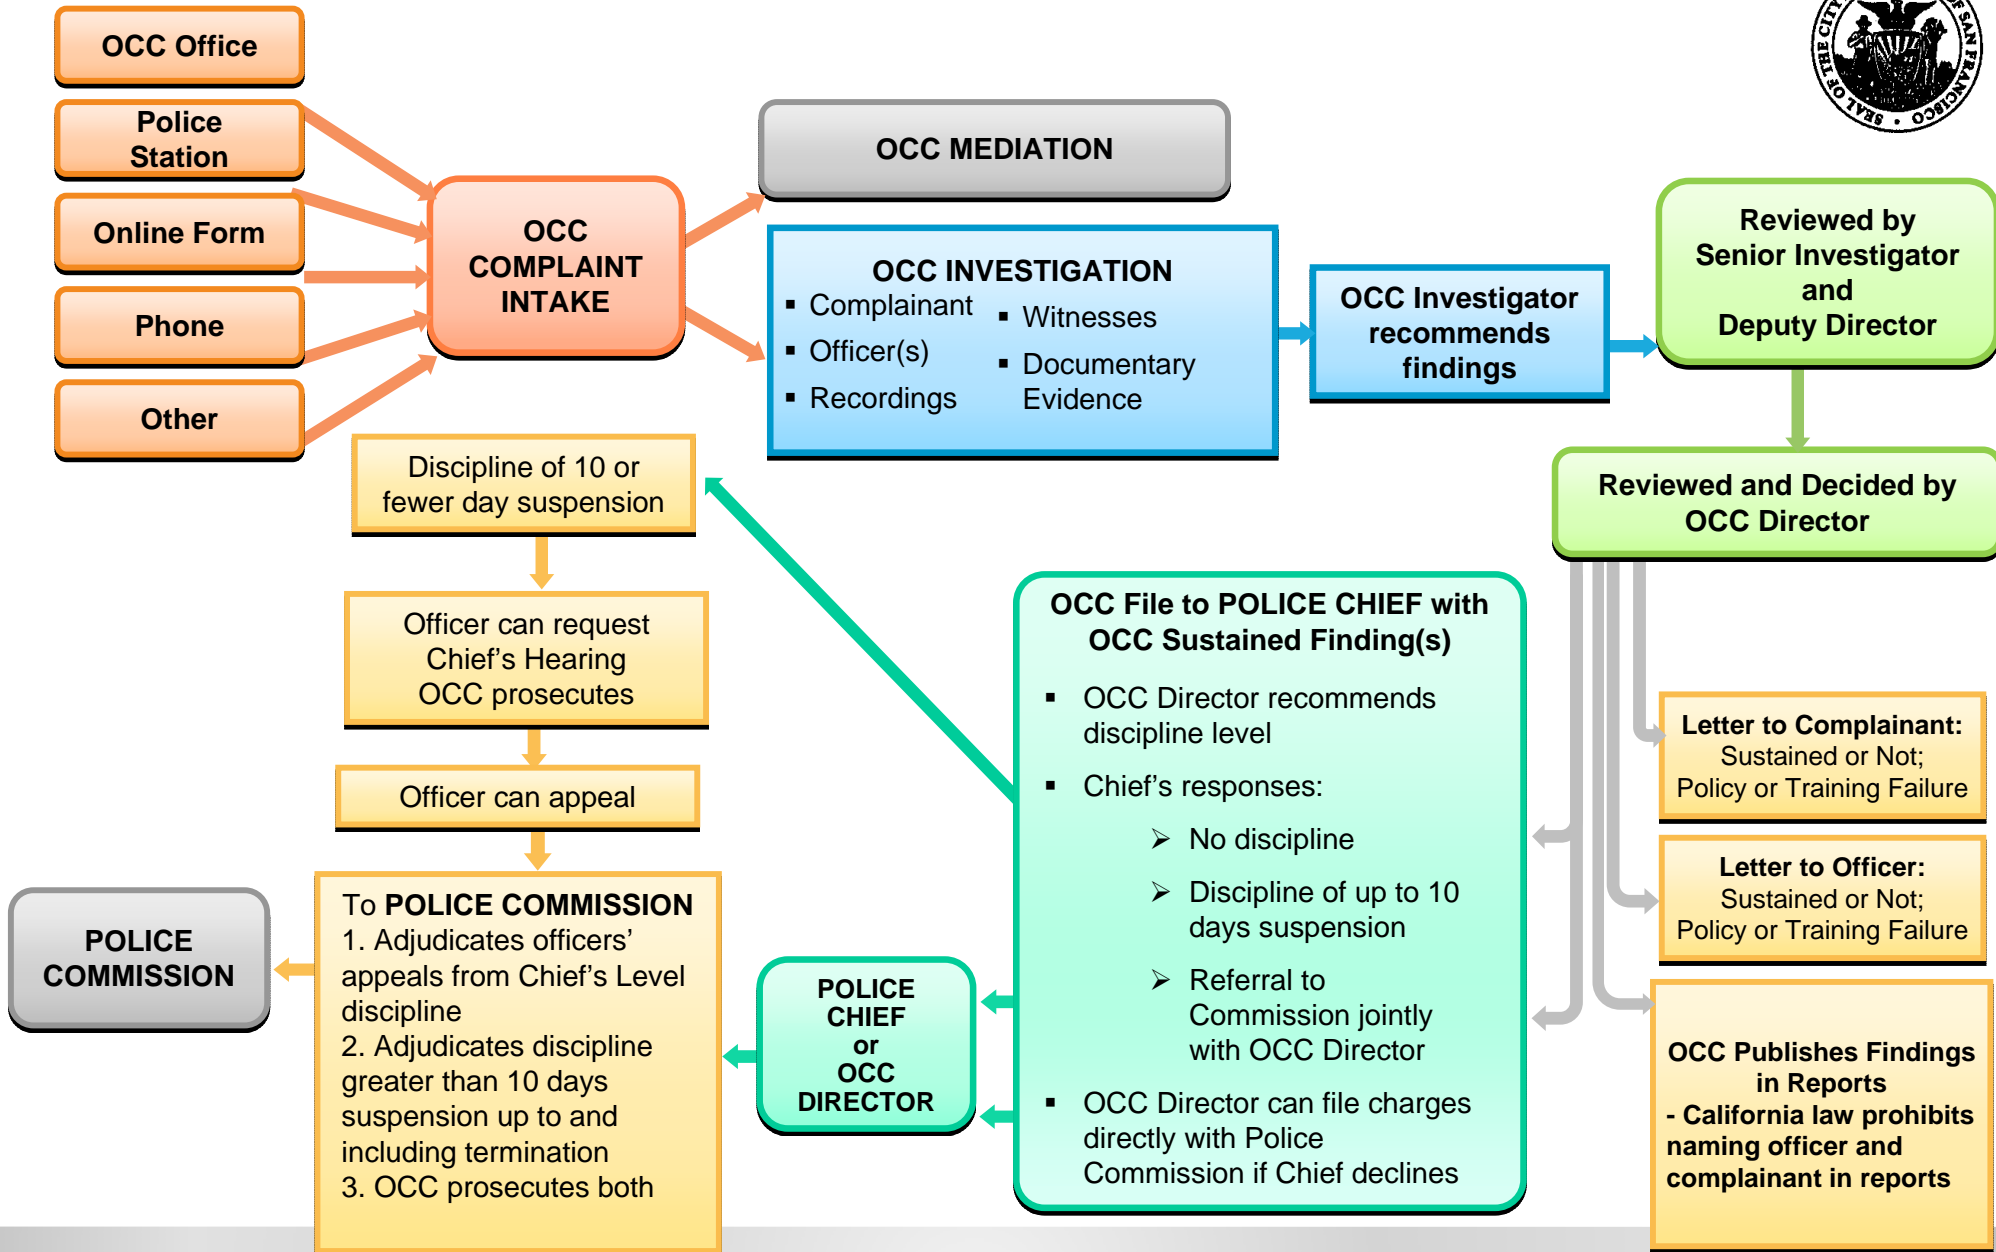 OCC Office
Police
Station
Online Form
Phone
Other
OCC
COMPLAINT
INTAKE
OCC MEDIATION
OCC INVESTIGATION
▪ Complainant
▪ Officer(s)
▪ Recordings
▪ Witnesses
▪ Documentary
Evidence
OCC Investigator
recommends
findings
SEAL OF THE CITY
OF SAN FRANCISCO
Reviewed by
Senior Investigator
and
Deputy Director
Reviewed and Decided by
OCC Director
Letter to Complainant:
Sustained or Not;
Policy or Training Failure
Letter to Officer:
Sustained or Not;
Policy or Training Failure
OCC Publishes Findings
in Reports
- California law prohibits
naming officer and
complainant in reports
OCC File to POLICE CHIEF with
OCC Sustained Finding(s)
▪ OCC Director recommends
discipline level
▪ Chief’s responses:
➢ No discipline
➢ Discipline of up to 10
days suspension
➢ Referral to
Commission jointly
with OCC Director
▪ OCC Director can file charges
directly with Police
Commission if Chief declines
POLICE
CHIEF
or
OCC
DIRECTOR
Discipline of 10 or
fewer day suspension
Officer can request
Chief’s Hearing
OCC prosecutes
Officer can appeal
To POLICE COMMISSION
1. Adjudicates officers’
appeals from Chief’s Level
discipline
2. Adjudicates discipline
greater than 10 days
suspension up to and
including termination
3. OCC prosecutes both
POLICE
COMMISSION